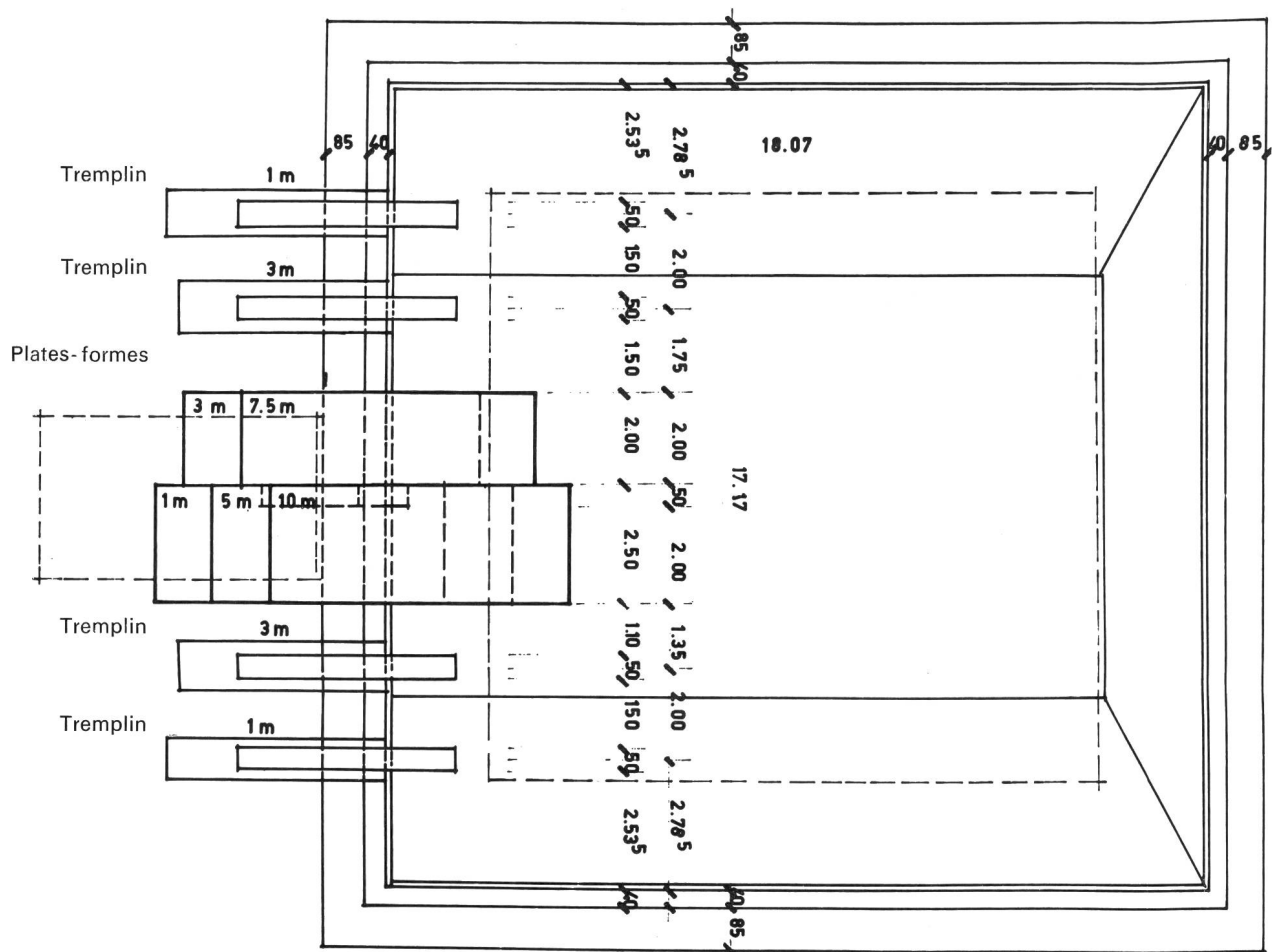 85
40
85
40
18.07
40
85
Tremplin
1 m
Tremplin
3 m
Plates-formes
3 m
7.5 m
1 m
5 m
10 m
Tremplin
3 m
Tremplin
1 m
2.53⁵
50
150
50
1.50
2.00
2.50
1.10
50
150
50
2.53⁵
40
2.78⁵
2.00
1.75
2.00
50
2.00
1.35
2.00
2.78⁵
17.17
40
85